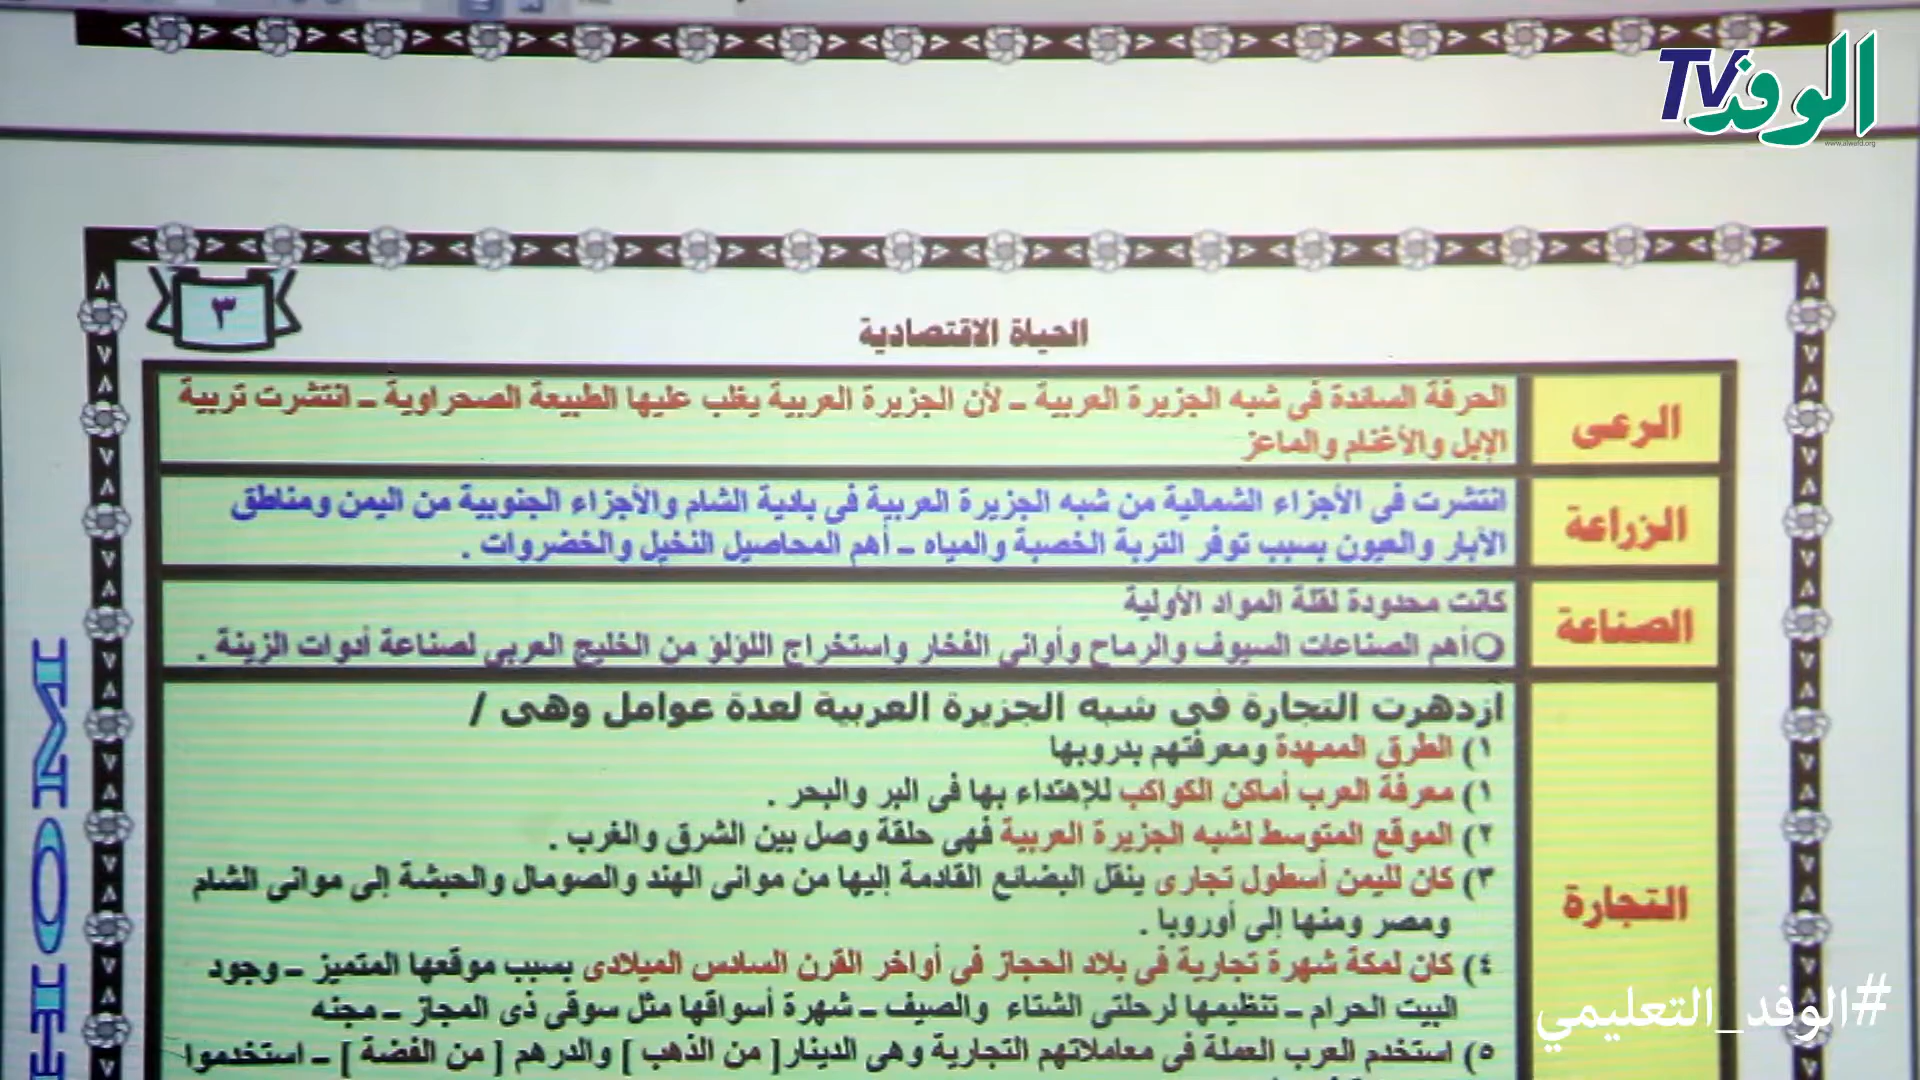 الوفد TV
www.alwafd.org
٣
الحياة الاقتصادية
الرعى
الحرفة السائدة فى شبه الجزيرة العربية – لأن الجزيرة العربية يغلب عليها الطبيعة الصحراوية – انتشرت تربية
الإبل والأغنام والماعز
الزراعة
انتشرت فى الأجزاء الشمالية من شبه الجزيرة العربية فى بادية الشام والأجزاء الجنوبية من اليمن ومناطق
الآبار والعيون بسبب توفر التربة الخصبة والمياه – أهم المحاصيل النخيل والخضروات .
الصناعة
كانت محدودة لقلة المواد الأولية
أهم الصناعات السيوف والرماح وأوانى الفخار واستخراج اللؤلؤ من الخليج العربى لصناعة أدوات الزينة .
التجارة
ازدهرت التجارة فى شبه الجزيرة العربية لعدة عوامل وهى /
١) الطرق الممهدة ومعرفتهم بدروبها
١) معرفة العرب أماكن الكواكب للإهتداء بها فى البر والبحر .
٢) الموقع المتوسط لشبه الجزيرة العربية فهى حلقة وصل بين الشرق والغرب .
٣) كان لليمن أسطول تجارى ينقل البضائع القادمة إليها من موانى الهند والصومال والحبشة إلى موانى الشام
ومصر ومنها إلى أوروبا .
٤) كان لمكة شهرة تجارية فى بلاد الحجاز فى أواخر القرن السادس الميلادى بسبب موقعها المتميز – وجود
البيت الحرام – تنظيمها لرحلتى الشتاء والصيف – شهرة أسواقها مثل سوقى ذى المجاز – مجنه
٥) استخدم العرب العملة فى معاملاتهم التجارية وهى الدينار[ من الذهب ] والدرهم [ من الفضة ] – استخدموا
#الوفد_التعليمي
HOM